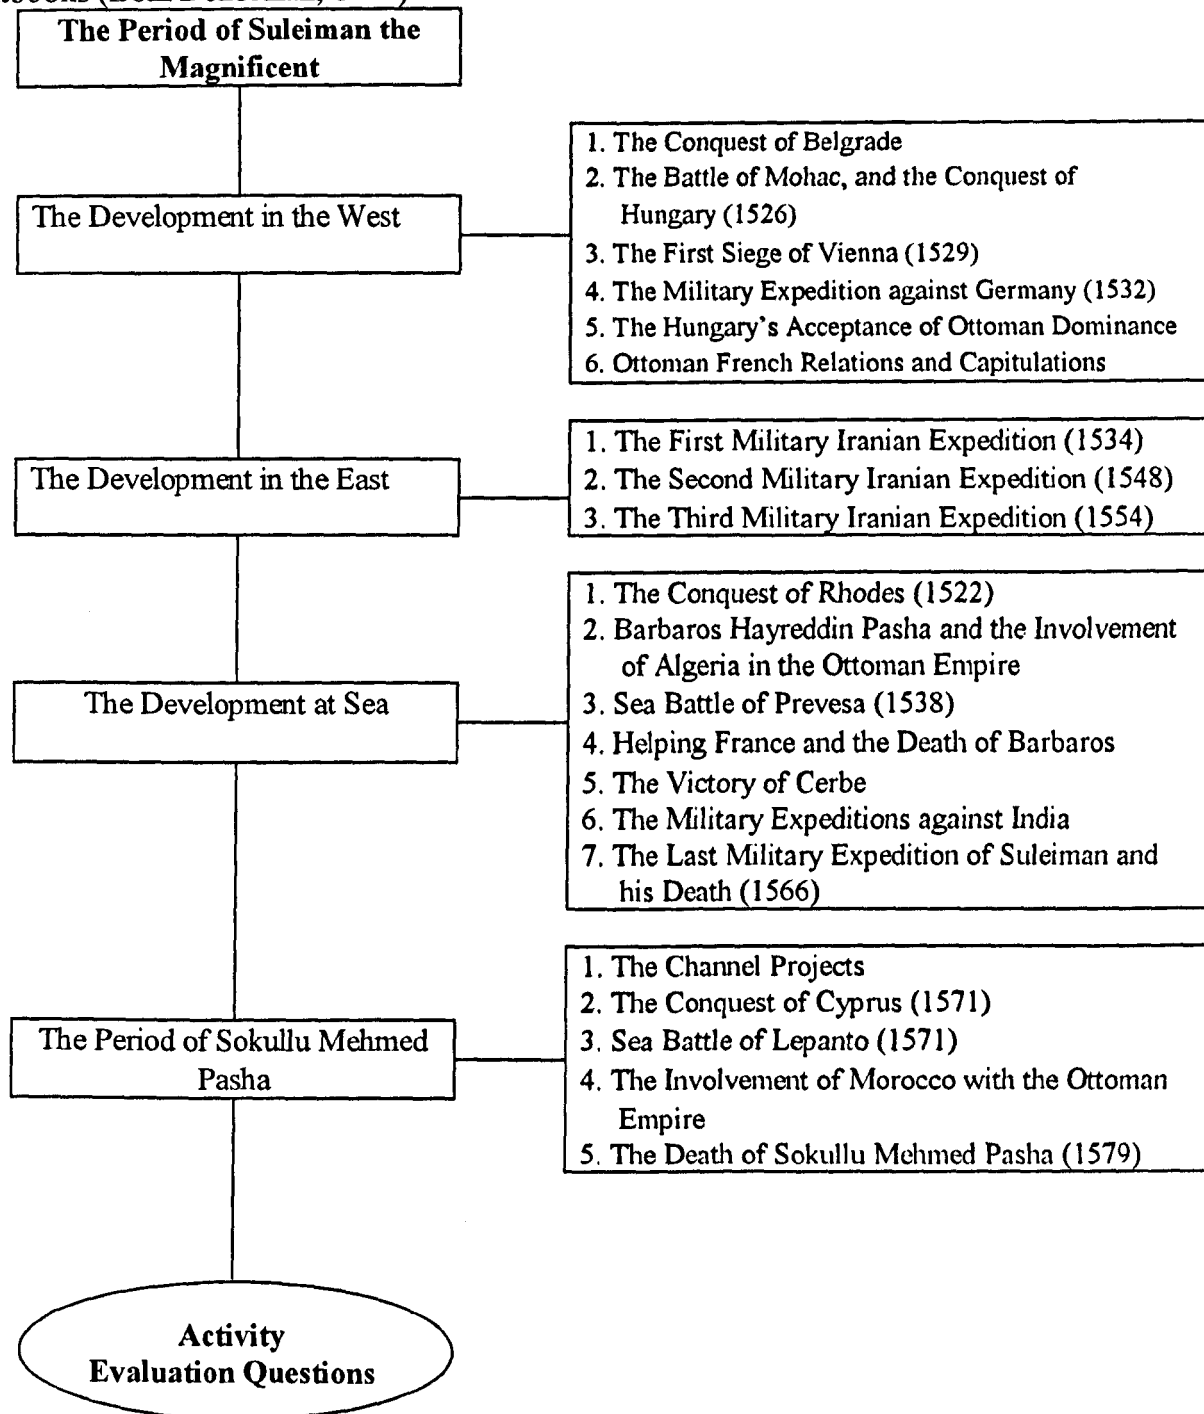 The Period of Suleiman the
Magnificent
The Development in the West
1. The Conquest of Belgrade
2. The Battle of Mohac, and the Conquest of
Hungary (1526)
3. The First Siege of Vienna (1529)
4. The Military Expedition against Germany (1532)
5. The Hungary's Acceptance of Ottoman Dominance
6. Ottoman French Relations and Capitulations
The Development in the East
1. The First Military Iranian Expedition (1534)
2. The Second Military Iranian Expedition (1548)
3. The Third Military Iranian Expedition (1554)
The Development at Sea
1. The Conquest of Rhodes (1522)
2. Barbaros Hayreddin Pasha and the Involvement
of Algeria in the Ottoman Empire
3. Sea Battle of Prevesa (1538)
4. Helping France and the Death of Barbaros
5. The Victory of Cerbe
6. The Military Expeditions against India
7. The Last Military Expedition of Suleiman and
his Death (1566)
The Period of Sokullu Mehmed
Pasha
1. The Channel Projects
2. The Conquest of Cyprus (1571)
3. Sea Battle of Lepanto (1571)
4. The Involvement of Morocco with the Ottoman
Empire
5. The Death of Sokullu Mehmed Pasha (1579)
Activity
Evaluation Questions